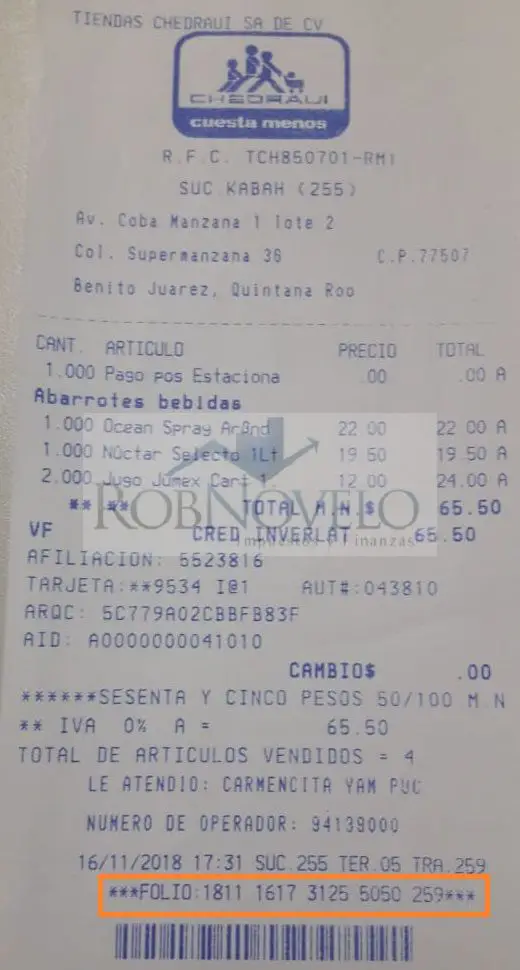 TIENDAS CHEDRAUI SA DE CV
CHEDRAUI
cuesta menos
R.F.C. TCH850701-RM1
SUC.KABAH (255)
Av. Coba Manzana 1 lote 2
Col. Supermanzana 36 C.P.77507
Benito Juarez, Quintana Roo
CANT. ARTICULO PRECIO TOTAL
1.000 Pago pos Estaciona .00 .00 A
Abarrotes bebidas
1.000 Ocean Spray Ar8nd 22.00 22.00 A
1.000 Núctar Selecto 1Lt 19.50 19.50 A
2.000 Jugo Jumex Cart 1 12.00 24.00 A
** ** TOTAL M.N $ 65.50
ROBNOVELO
Impuestos y Finanzas
VF CRED INVERLAT 65.50
AFILIACION: 5523816
TARJETA:**9534 I@1 AUT#:043810
ARQC: 5C779A02CBBFB83F
AID: A0000000041010
CAMBIO$ .00
******SESENTA Y CINCO PESOS 50/100 M N
** IVA 0% A = 65.50
TOTAL DE ARTICULOS VENDIDOS = 4
LE ATENDIO: CARMENCITA YAM PUC
NUMERO DE OPERADOR: 94139000
16/11/2018 17:31 SUC.255 TER.05 TRA.259
***FOLIO:1811 1617 3125 5050 259***